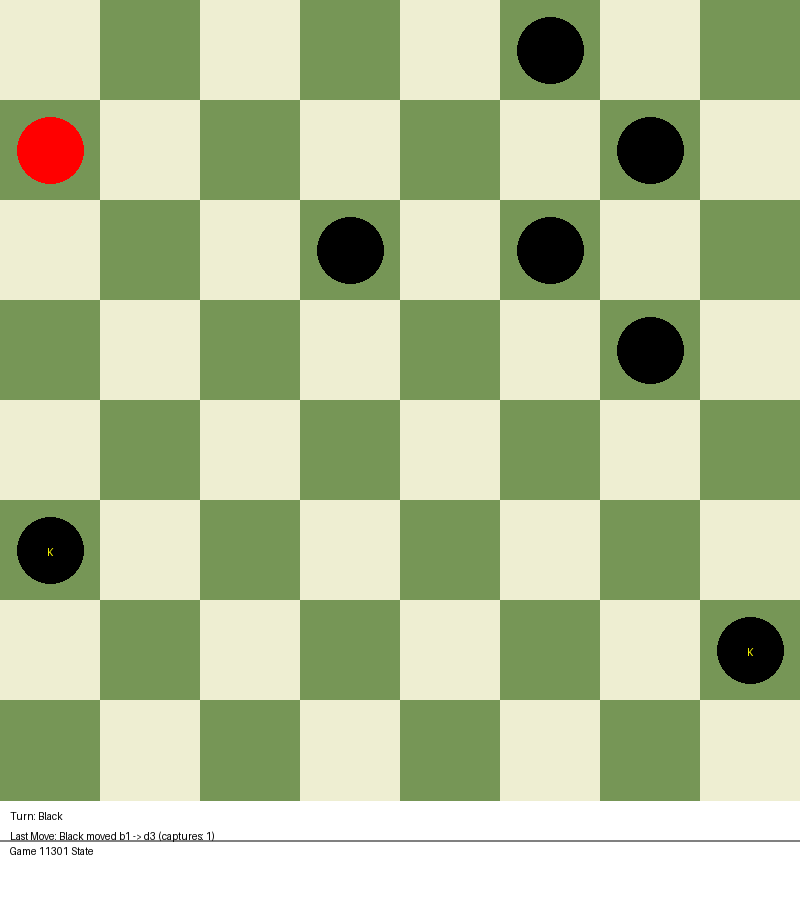 K
K
Turn: Black
Last Move: Black moved b1 -> d3 (captures: 1)
Game 11301 State